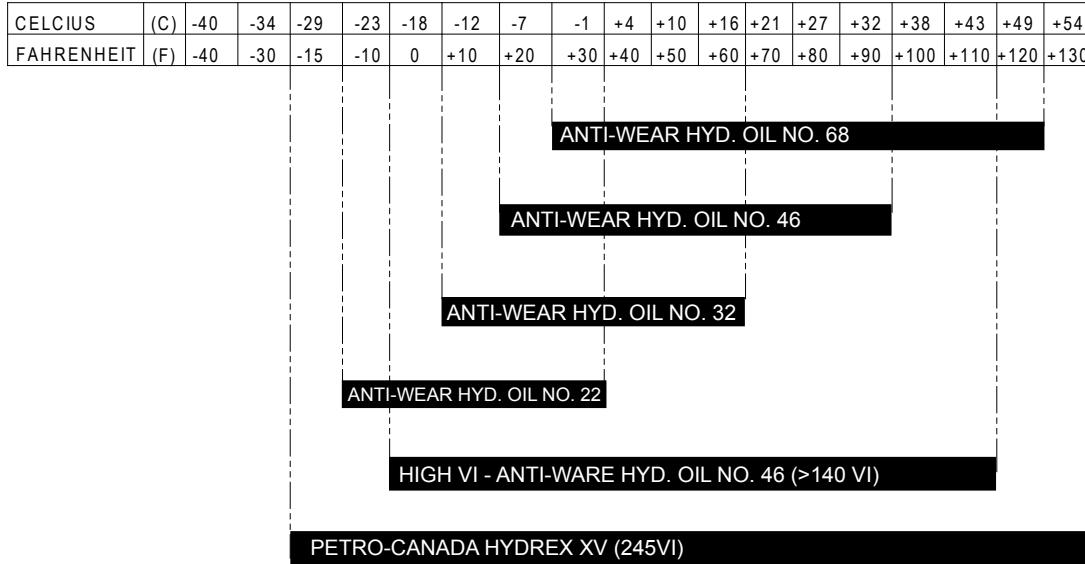 CELCIUS (C) -40 -34 -29 -23 -18 -12 -7 -1 +4 +10 +16 +21 +27 +32 +38 +43 +49 +54
FAHRENHEIT (F) -40 -30 -15 -10 0 +10 +20 +30 +40 +50 +60 +70 +80 +90 +100 +110 +120 +130
ANTI-WEAR HYD. OIL NO. 68
ANTI-WEAR HYD. OIL NO. 46
ANTI-WEAR HYD. OIL NO. 32
ANTI-WEAR HYD. OIL NO. 22
HIGH VI - ANTI-WARE HYD. OIL NO. 46 (>140 VI)
PETRO-CANADA HYDREX XV (245VI)